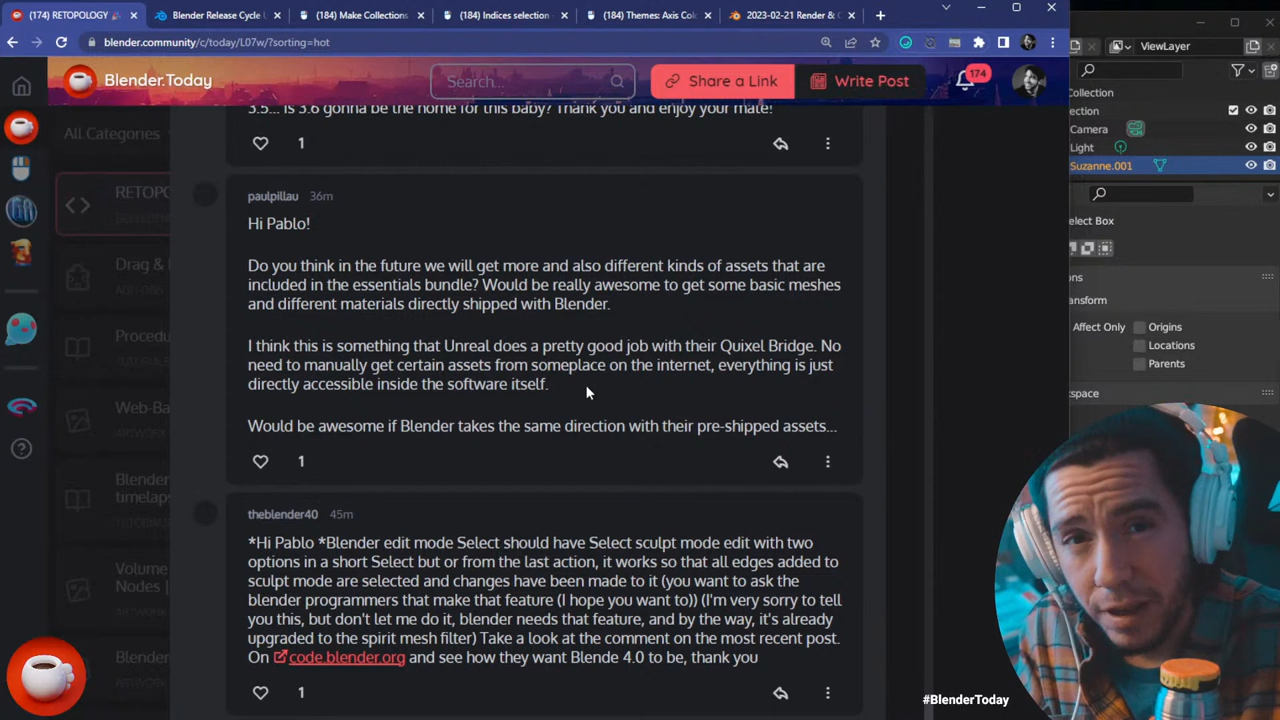 (174) RETOPOLOGY
Blender Release Cycle
(184) Make Collections
(184) Indices selection
(184) Themes: Axis Col
2023-02-21 Render & C
blender.community/c/today/L07w/?sorting=hot
ViewLayer
Blender.Today
Search...
Share a Link
Write Post
174
Collection
ection
Camera
Light
Suzanne.001
elect Box
ons
ransform
Affect Only
Origins
Locations
Parents
kspace
All Categories
RETOPO
Drag &
Procedu
Web-Ba
Blender
timelaps
Volume
Nodes |
Blender
3.5... is 3.6 gonna be the home for this baby? Thank you and enjoy your mate!
1
paulpillau 36m
Hi Pablo!
Do you think in the future we will get more and also different kinds of assets that are
included in the essentials bundle? Would be really awesome to get some basic meshes
and different materials directly shipped with Blender.
I think this is something that Unreal does a pretty good job with their Quixel Bridge. No
need to manually get certain assets from someplace on the internet, everything is just
directly accessible inside the software itself.
Would be awesome if Blender takes the same direction with their pre-shipped assets...
1
theblender40 45m
*Hi Pablo *Blender edit mode Select should have Select sculpt mode edit with two
options in a short Select but or from the last action, it works so that all edges added to
sculpt mode are selected and changes have been made to it (you want to ask the
blender programmers that make that feature (I hope you want to)) (I'm very sorry to tell
you this, but don't let me do it, blender needs that feature, and by the way, it's already
upgraded to the spirit mesh filter) Take a look at the comment on the most recent post.
On code.blender.org and see how they want Blende 4.0 to be, thank you
1
#BlenderToday